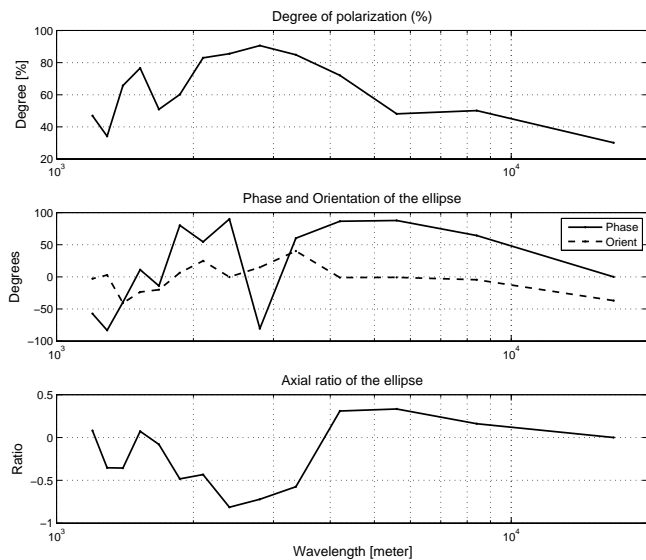 Degree of polarization (%)
100
80
60
40
20
Degree [%]
10^3
10^4
Phase and Orientation of the ellipse
100
50
0
−50
−100
Degrees
Phase
Orient
10^3
10^4
Axial ratio of the ellipse
0.5
0
−0.5
−1
Ratio
10^3
10^4
Wavelength [meter]